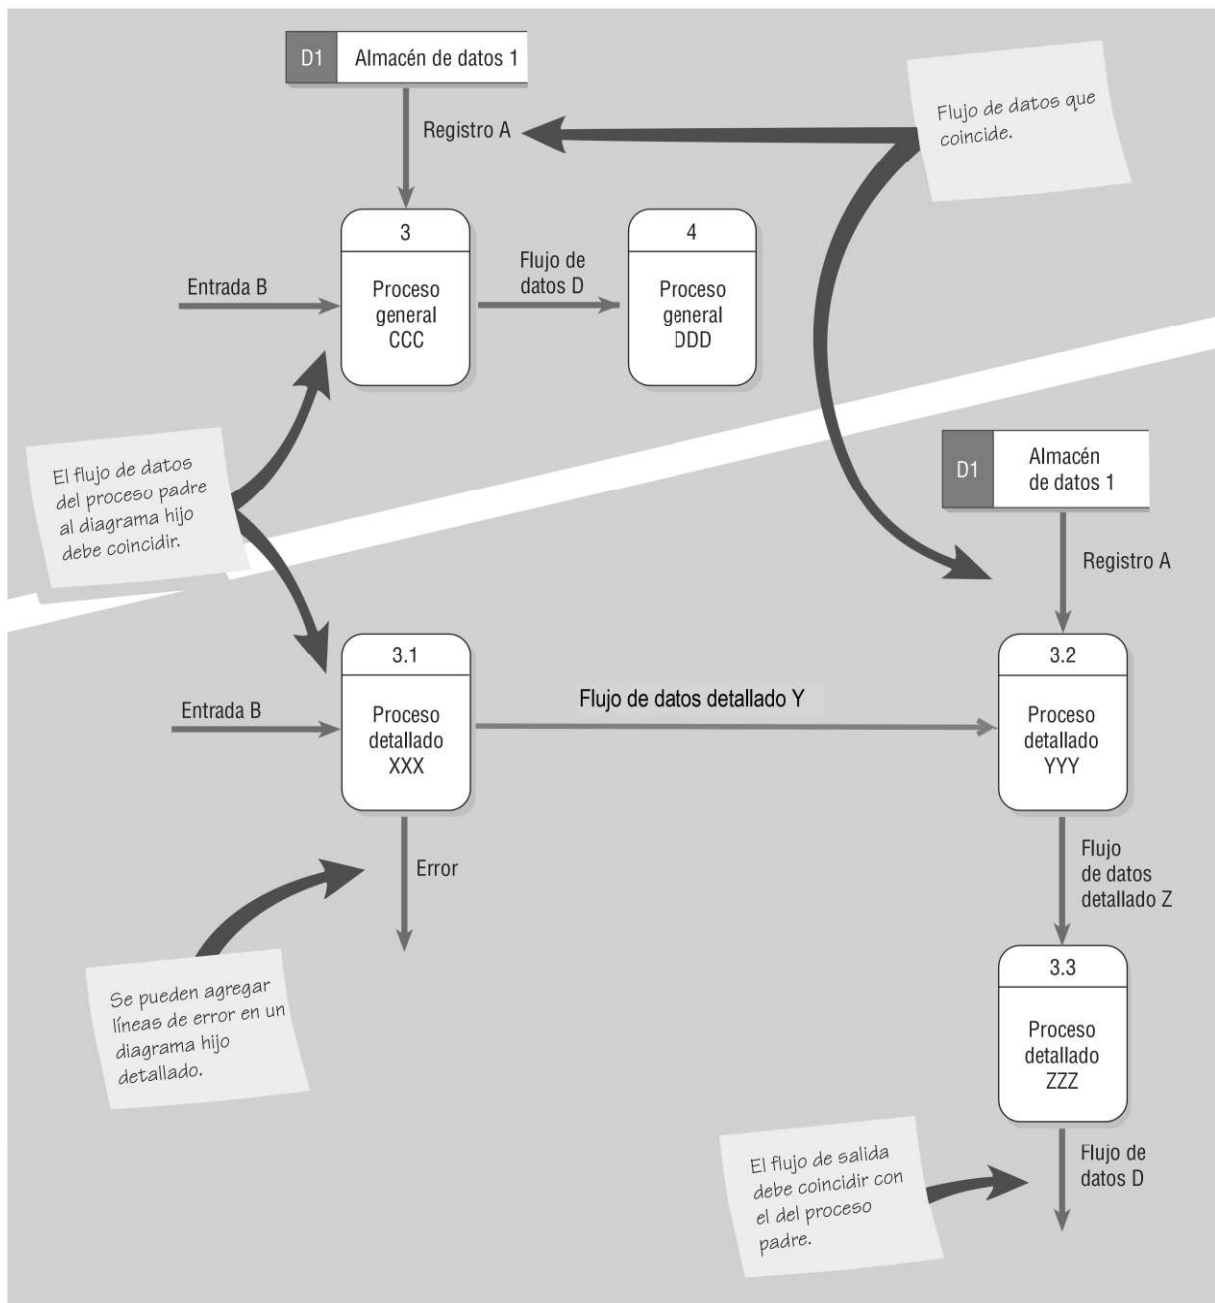 D1
Almacén de datos 1
Registro A
Flujo de datos que
coincide.
3
Proceso
general
CCC
Entrada B
Flujo de
datos D
4
Proceso
general
DDD
El flujo de datos
del proceso padre
al diagrama hijo
debe coincidir.
D1
Almacén
de datos 1
Registro A
3.1
Proceso
detallado
XXX
Entrada B
Flujo de datos detallado Y
3.2
Proceso
detallado
YYY
Error
Flujo
de datos
detallado Z
Se pueden agregar
líneas de error en un
diagrama hijo
detallado.
3.3
Proceso
detallado
ZZZ
El flujo de salida
debe coincidir con
el del proceso
padre.
Flujo de
datos D